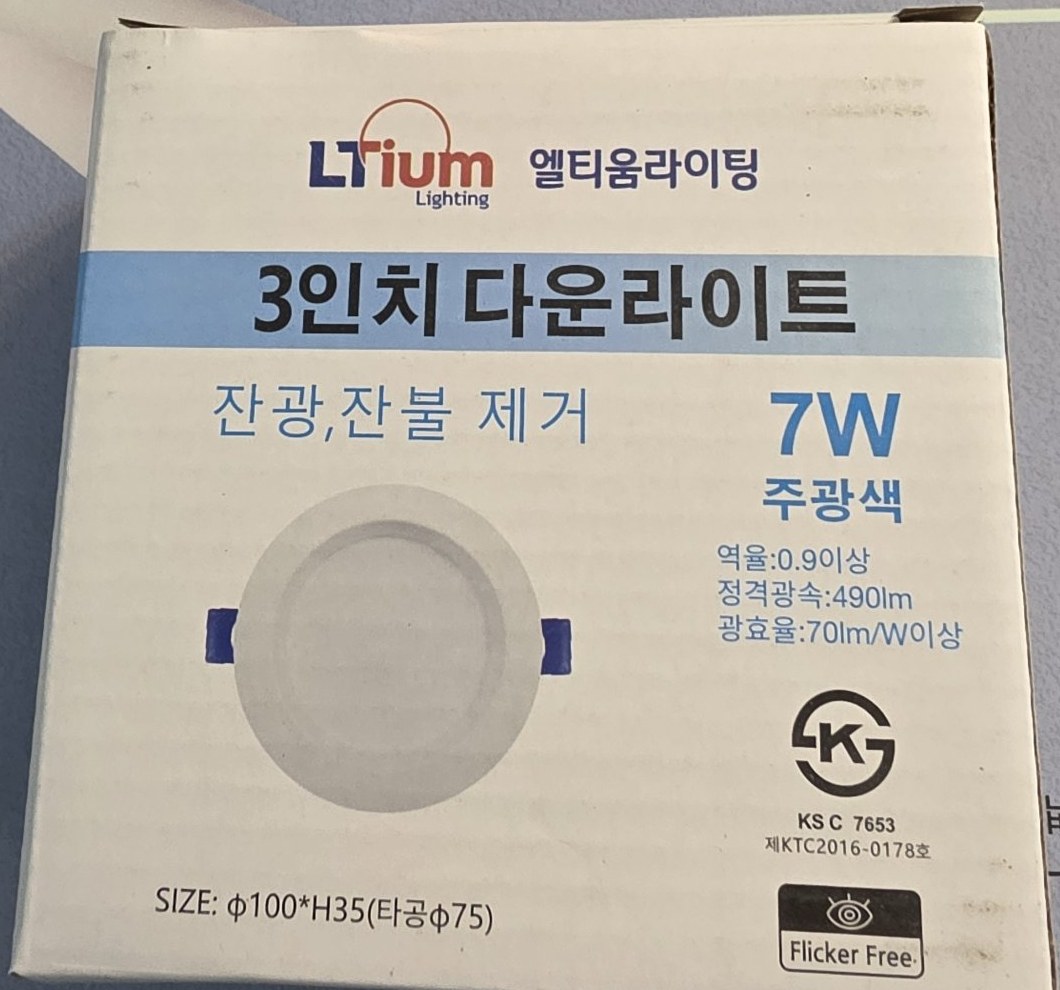 LTium
Lighting
엘티움라이팅
3인치 다운라이트
잔광,잔불 제거
7W
주광색
역율:0.9이상
정격광속:490lm
광효율:70lm/W이상
KS C 7653
제KTC2016-0178호
SIZE: φ100*H35(타공φ75)
Flicker Free